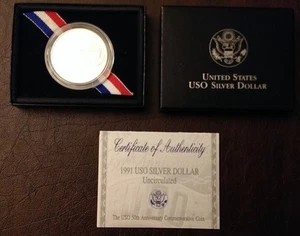 UNITED STATES
USO SILVER DOLLAR
Certificate of Authenticity
1991 USO SILVER DOLLAR
Uncirculated
The USO 50th Anniversary Commemorative Coin